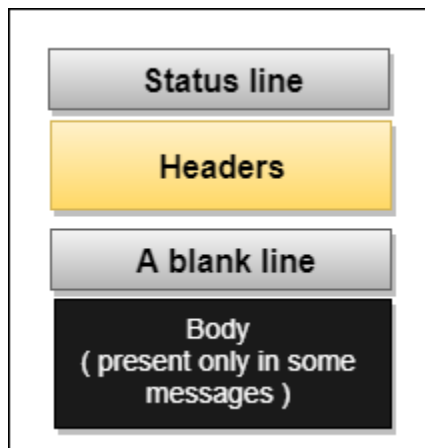 Status line
Headers
A blank line
Body
( present only in some
messages )